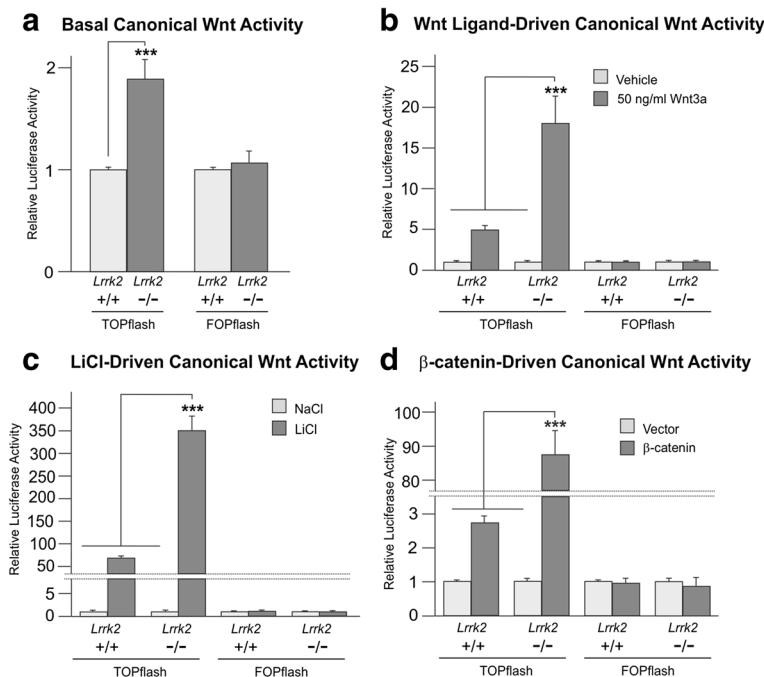 a Basal Canonical Wnt Activity
Relative Luciferase Activity
2
1
0
***
Lrrk2 Lrrk2 Lrrk2 Lrrk2
+/+ −/− +/+ −/−
TOPflash FOPflash
b Wnt Ligand-Driven Canonical Wnt Activity
Relative Luciferase Activity
25
20
15
10
5
0
***
Vehicle
50 ng/ml Wnt3a
Lrrk2 Lrrk2 Lrrk2 Lrrk2
+/+ −/− +/+ −/−
TOPflash FOPflash
c LiCl-Driven Canonical Wnt Activity
Relative Luciferase Activity
400
350
300
250
200
150
100
50
5
0
***
NaCl
LiCl
Lrrk2 Lrrk2 Lrrk2 Lrrk2
+/+ −/− +/+ −/−
TOPflash FOPflash
d β-catenin-Driven Canonical Wnt Activity
Relative Luciferase Activity
100
90
80
3
2
1
0
***
Vector
β-catenin
Lrrk2 Lrrk2 Lrrk2 Lrrk2
+/+ −/− +/+ −/−
TOPflash FOPflash